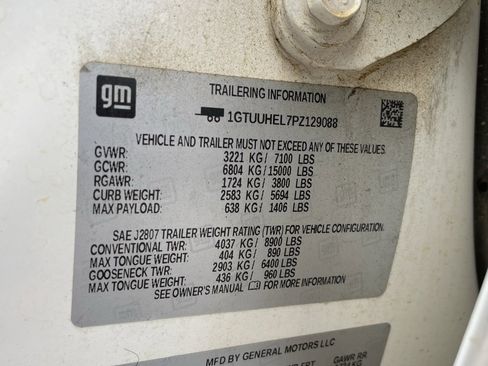 gm
TRAILERING INFORMATION
1GTUUHEL7PZ129088
VEHICLE AND TRAILER MUST NOT EXCEED ANY OF THESE VALUES.
GVWR: 3221 KG/ 7100 LBS
GCWR: 6804 KG/ 15000 LBS
RGAWR: 1724 KG/ 3800 LBS
CURB WEIGHT: 2583 KG/ 5694 LBS
MAX PAYLOAD: 638 KG/ 1406 LBS
SAE J2807 TRAILER WEIGHT RATING (TWR) FOR VEHICLE CONFIGURATION.
CONVENTIONAL TWR: 4037 KG/ 8900 LBS
MAX TONGUE WEIGHT: 404 KG/ 890 LBS
GOOSENECK TWR: 2903 KG/ 6400 LBS
MAX TONGUE WEIGHT: 436 KG/ 960 LBS
SEE OWNER'S MANUAL FOR MORE INFORMATION
MFD BY GENERAL MOTORS LLC
GAWR RR